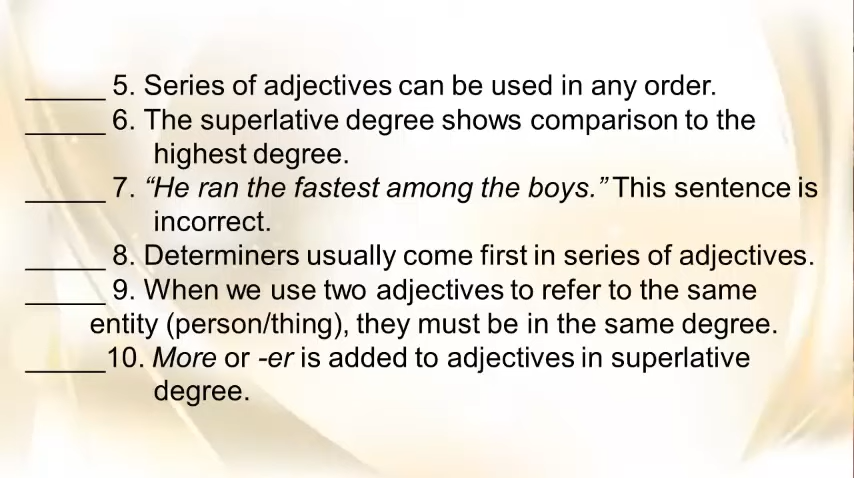 _____ 5. Series of adjectives can be used in any order.
_____ 6. The superlative degree shows comparison to the
highest degree.
_____ 7. “He ran the fastest among the boys.” This sentence is
incorrect.
_____ 8. Determiners usually come first in series of adjectives.
_____ 9. When we use two adjectives to refer to the same
entity (person/thing), they must be in the same degree.
_____10. More or -er is added to adjectives in superlative
degree.